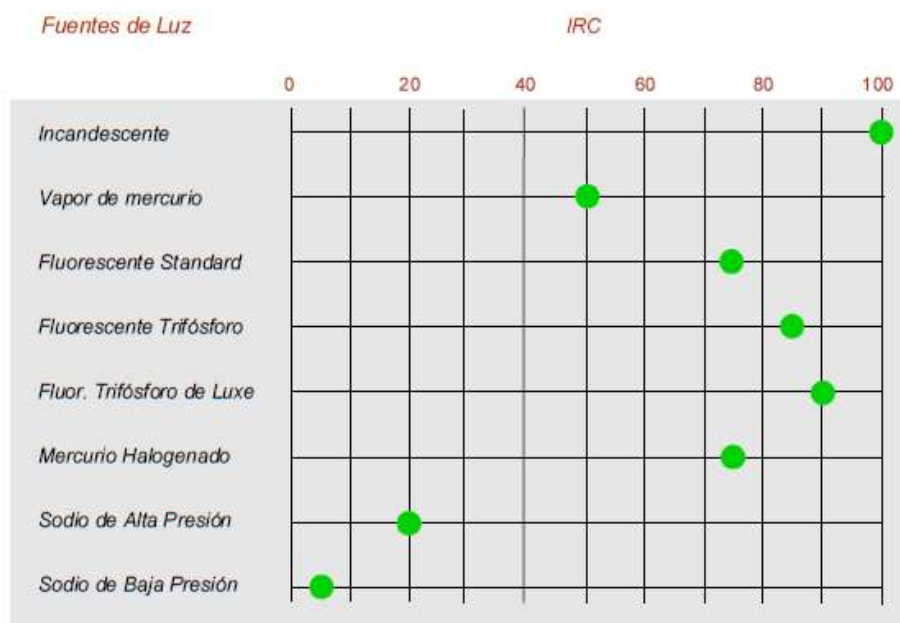 Fuentes de Luz IRC
0 20 40 60 80 100
Incandescente
Vapor de mercurio
Fluorescente Standard
Fluorescente Trifósforo
Fluor. Trifósforo de Luxe
Mercurio Halogenado
Sodio de Alta Presión
Sodio de Baja Presión